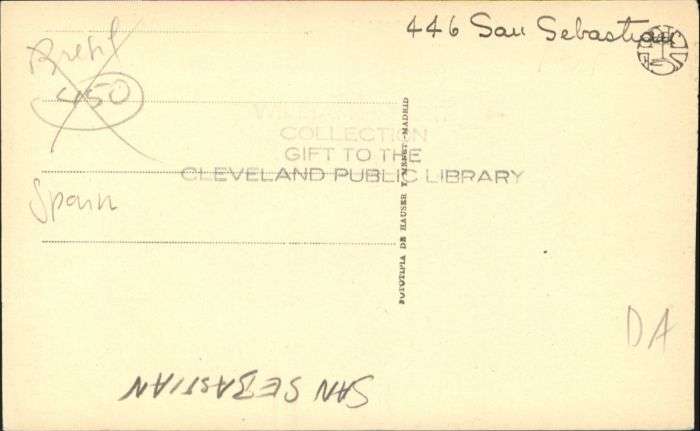 446 San Sebastian
Bresil
450
COLLECTION
GIFT TO THE
CLEVELAND PUBLIC LIBRARY
Spain
FOTOTIPIA DE HAUSER Y MENET.-MADRID
DA
SAN SEBASTIAN